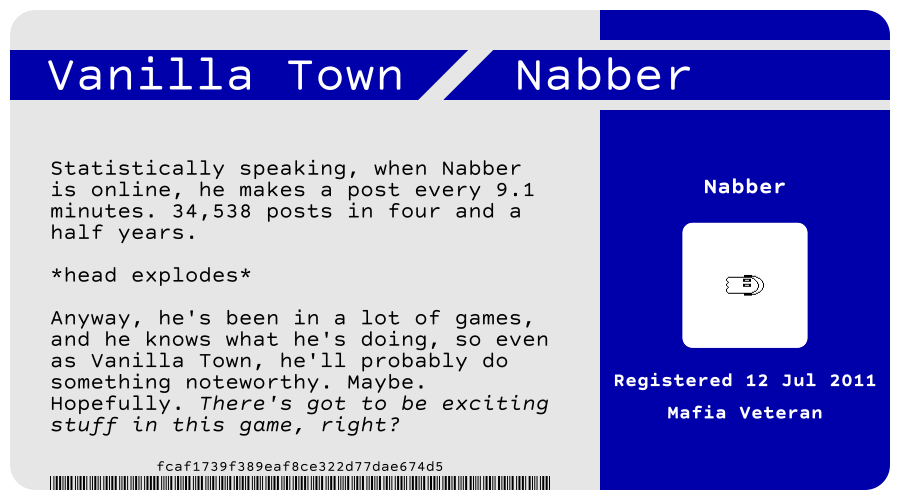 Vanilla Town
Nabber
Statistically speaking, when Nabber
is online, he makes a post every 9.1
minutes. 34,538 posts in four and a
half years.
*head explodes*
Anyway, he's been in a lot of games,
and he knows what he's doing, so even
as Vanilla Town, he'll probably do
something noteworthy. Maybe.
Hopefully. There's got to be exciting
stuff in this game, right?
fcaf1739f389eaf8ce322d77dae674d5
Nabber
Registered 12 Jul 2011
Mafia Veteran